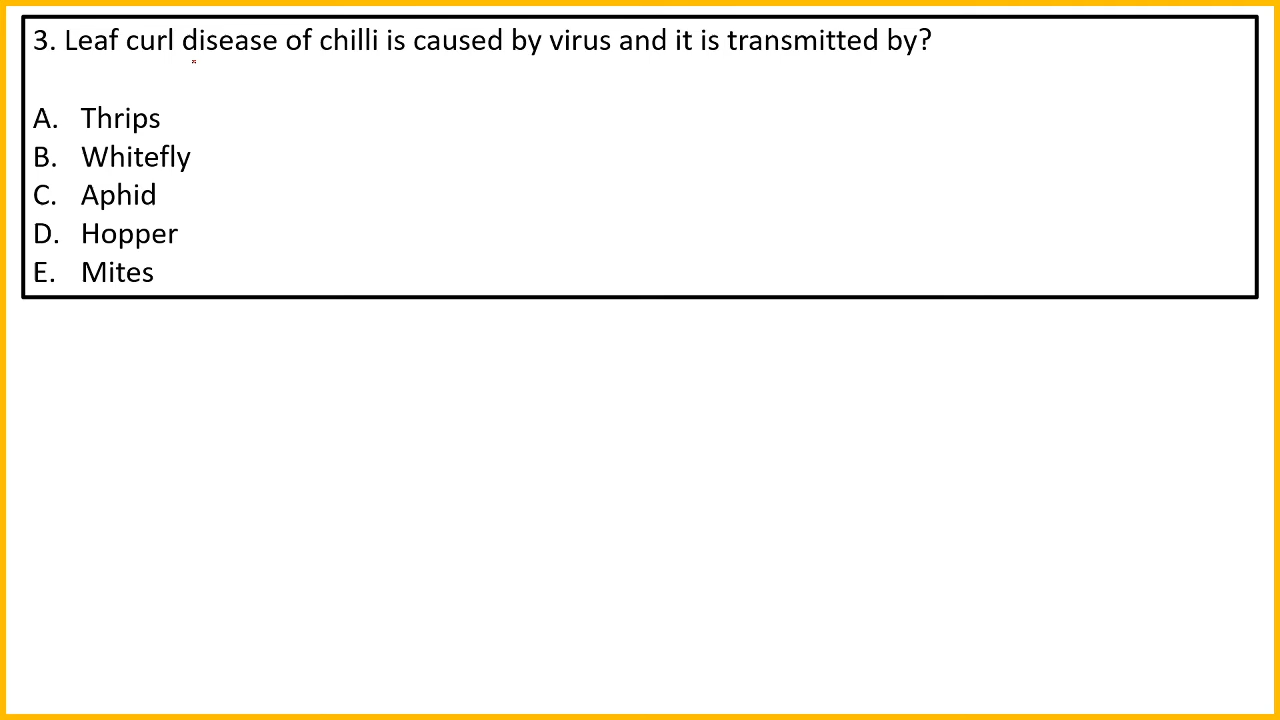 3. Leaf curl disease of chilli is caused by virus and it is transmitted by?
A. Thrips
B. Whitefly
C. Aphid
D. Hopper
E. Mites